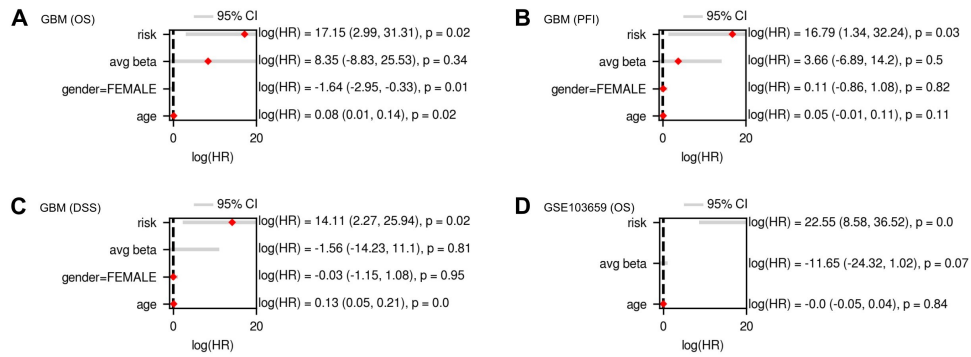 A GBM (OS)
95% CI
risk log(HR) = 17.15 (2.99, 31.31), p = 0.02
avg beta log(HR) = 8.35 (-8.83, 25.53), p = 0.34
gender=FEMALE log(HR) = -1.64 (-2.95, -0.33), p = 0.01
age log(HR) = 0.08 (0.01, 0.14), p = 0.02
0 20
log(HR)
B GBM (PFI)
95% CI
risk log(HR) = 16.79 (1.34, 32.24), p = 0.03
avg beta log(HR) = 3.66 (-6.89, 14.2), p = 0.5
gender=FEMALE log(HR) = 0.11 (-0.86, 1.08), p = 0.82
age log(HR) = 0.05 (-0.01, 0.11), p = 0.11
0 20
log(HR)
C GBM (DSS)
95% CI
risk log(HR) = 14.11 (2.27, 25.94), p = 0.02
avg beta log(HR) = -1.56 (-14.23, 11.1), p = 0.81
gender=FEMALE log(HR) = -0.03 (-1.15, 1.08), p = 0.95
age log(HR) = 0.13 (0.05, 0.21), p = 0.0
0 20
log(HR)
D GSE103659 (OS)
95% CI
risk log(HR) = 22.55 (8.58, 36.52), p = 0.0
avg beta log(HR) = -11.65 (-24.32, 1.02), p = 0.07
age log(HR) = -0.0 (-0.05, 0.04), p = 0.84
0 20
log(HR)